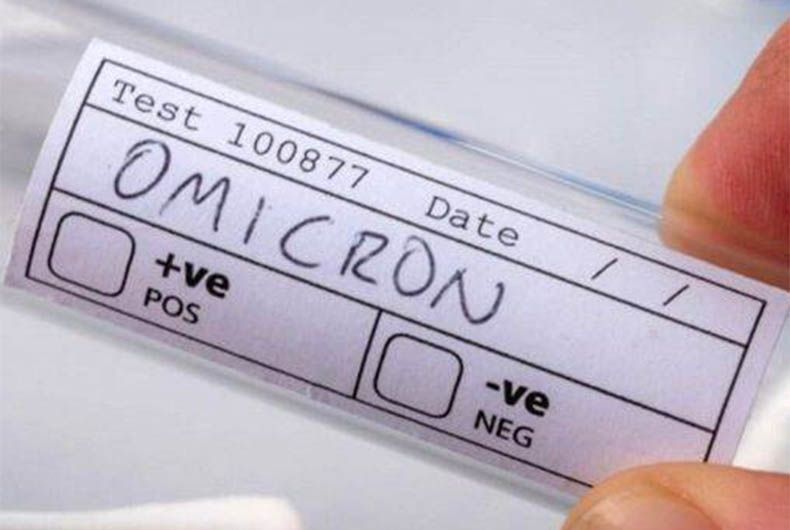 Test 100877 Date / /
OMICRON
+ve -ve
POS NEG